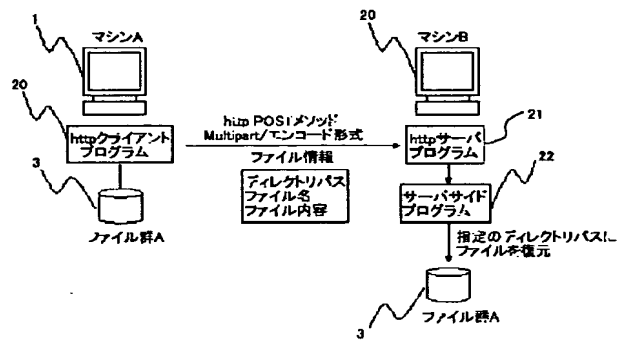 1
マシンA
20
httpクライアント
プログラム
3
ファイル群A
http POSTメソッド
Multipart/エンコード形式
ファイル情報
ディレクトリパス
ファイル名
ファイル内容
20
マシンB
21
httpサーバ
プログラム
22
サーバサイド
プログラム
指定のディレクトリパスに
ファイルを復元
3
ファイル群A